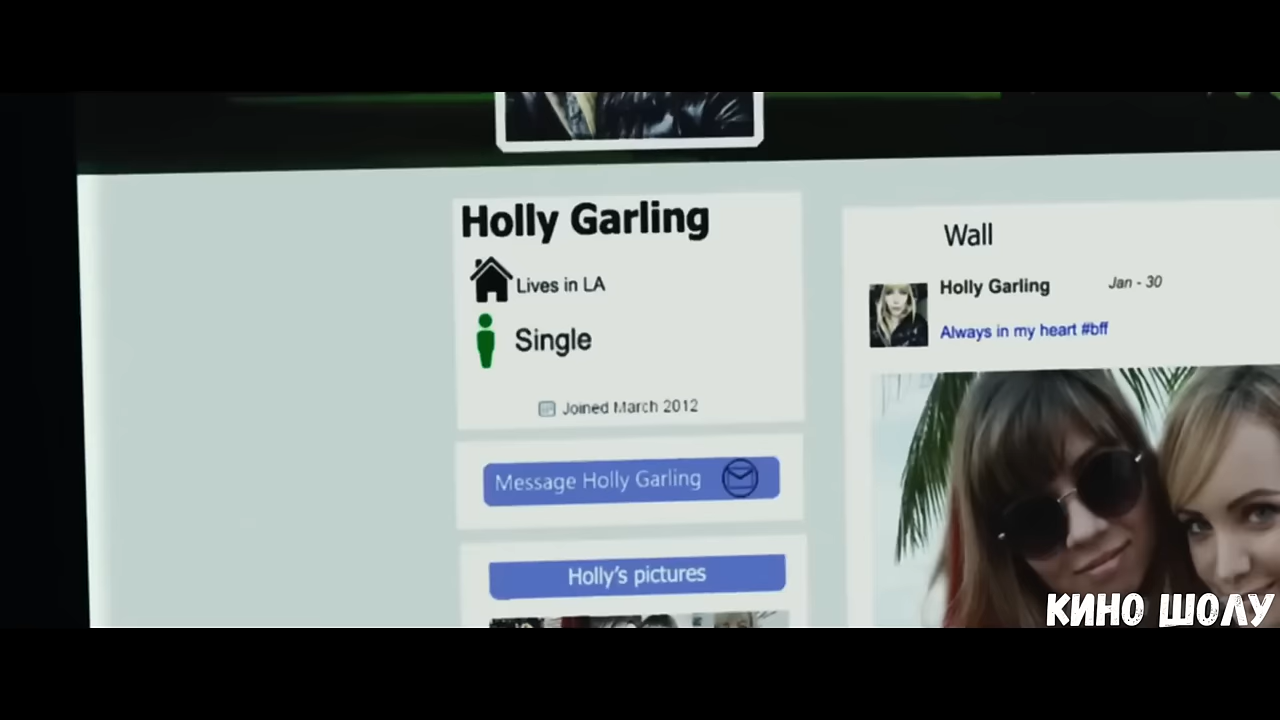 Holly Garling
Lives in LA
Single
Joined March 2012
Message Holly Garling
Holly's pictures
Wall
Holly Garling
Jan - 30
Always in my heart #bff
КИНО ШОЛУ